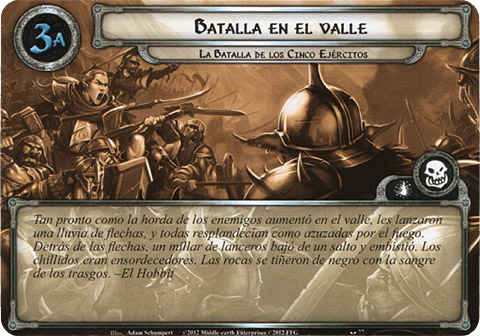 3A
BATALLA EN EL VALLE
LA BATALLA DE LOS CINCO EJÉRCITOS
Tan pronto como la horda de los enemigos aumentó en el valle, les lanzaron
una lluvia de flechas, y todas resplandecían como azuzadas por el fuego.
Detrás de las flechas, un millar de lanceros bajó de un salto y embistió. Los
chillidos eran ensordecedores. Las rocas se tiñeron de negro con la sangre
de los trasgos. –El Hobbit
Illus. Adam Schumpert ©2012 Middle-earth Enterprises ©2012 FFG 77